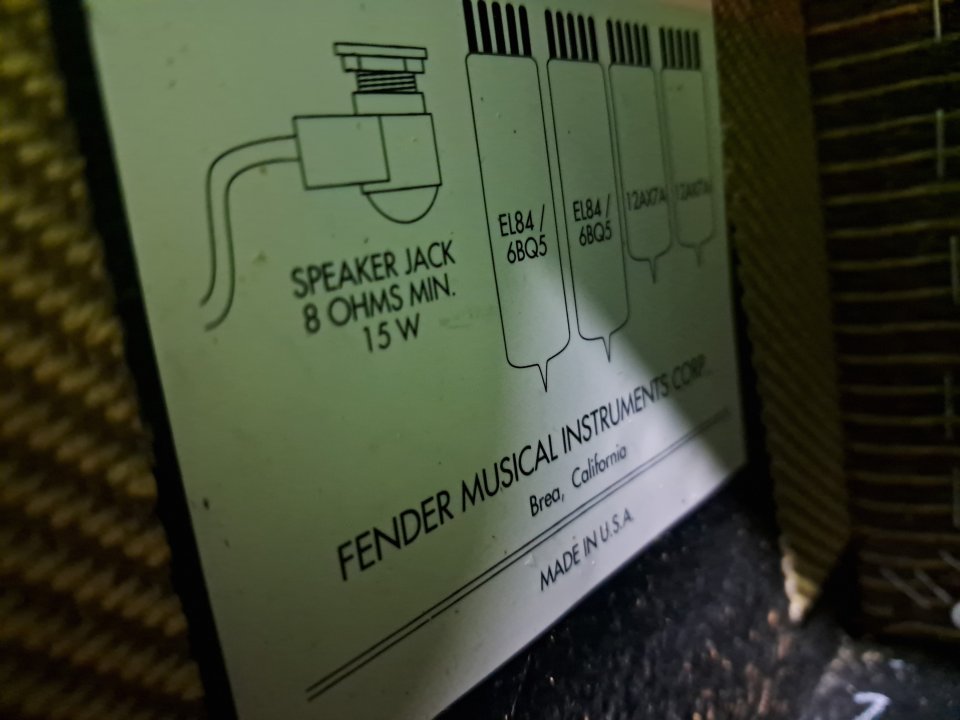 SPEAKER JACK
8 OHMS MIN.
15 W
EL84 /
6BQ5
EL84 /
6BQ5
12AX7A
12AX7A
FENDER MUSICAL INSTRUMENTS CORP.
Brea, California
MADE IN U.S.A.